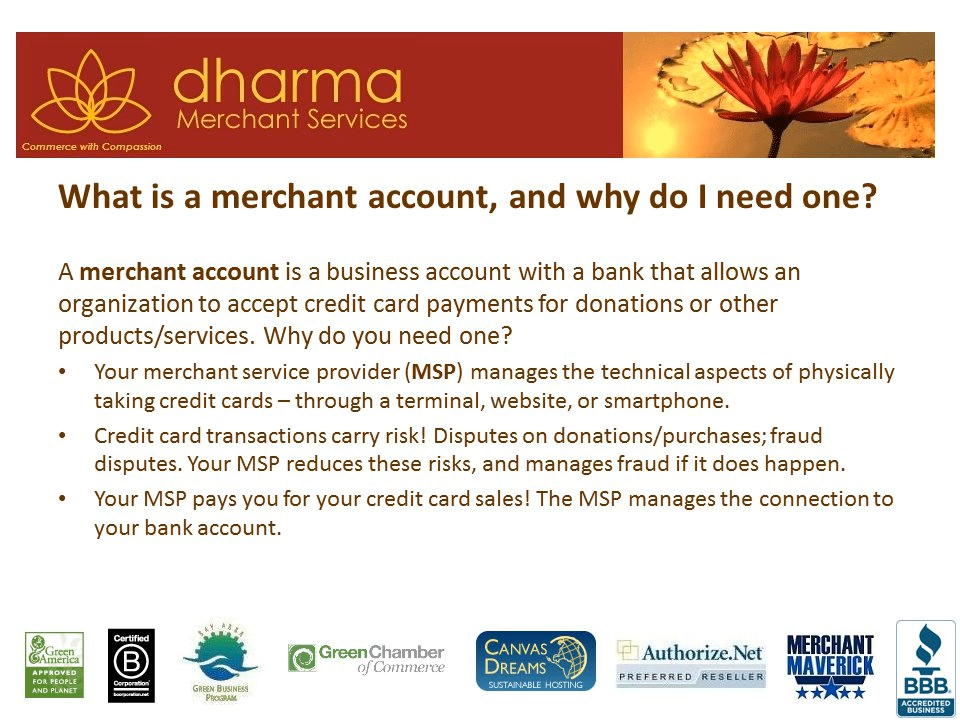 dharma
Merchant Services
Commerce with Compassion
What is a merchant account, and why do I need one?
A merchant account is a business account with a bank that allows an
organization to accept credit card payments for donations or other
products/services. Why do you need one?
• Your merchant service provider (MSP) manages the technical aspects of physically
taking credit cards – through a terminal, website, or smartphone.
• Credit card transactions carry risk! Disputes on donations/purchases; fraud
disputes. Your MSP reduces these risks, and manages fraud if it does happen.
• Your MSP pays you for your credit card sales! The MSP manages the connection to
your bank account.
Green
America
APPROVED
FOR PEOPLE
AND PLANET
Certified
B
Corporation
bcorporation.net
BAY AREA
GREEN BUSINESS
PROGRAM
GreenChamber
of Commerce
CANVAS
DREAMS
SUSTAINABLE HOSTING
Authorize.Net
PREFERRED RESELLER
MERCHANT
MAVERICK
BBB
ACCREDITED
BUSINESS